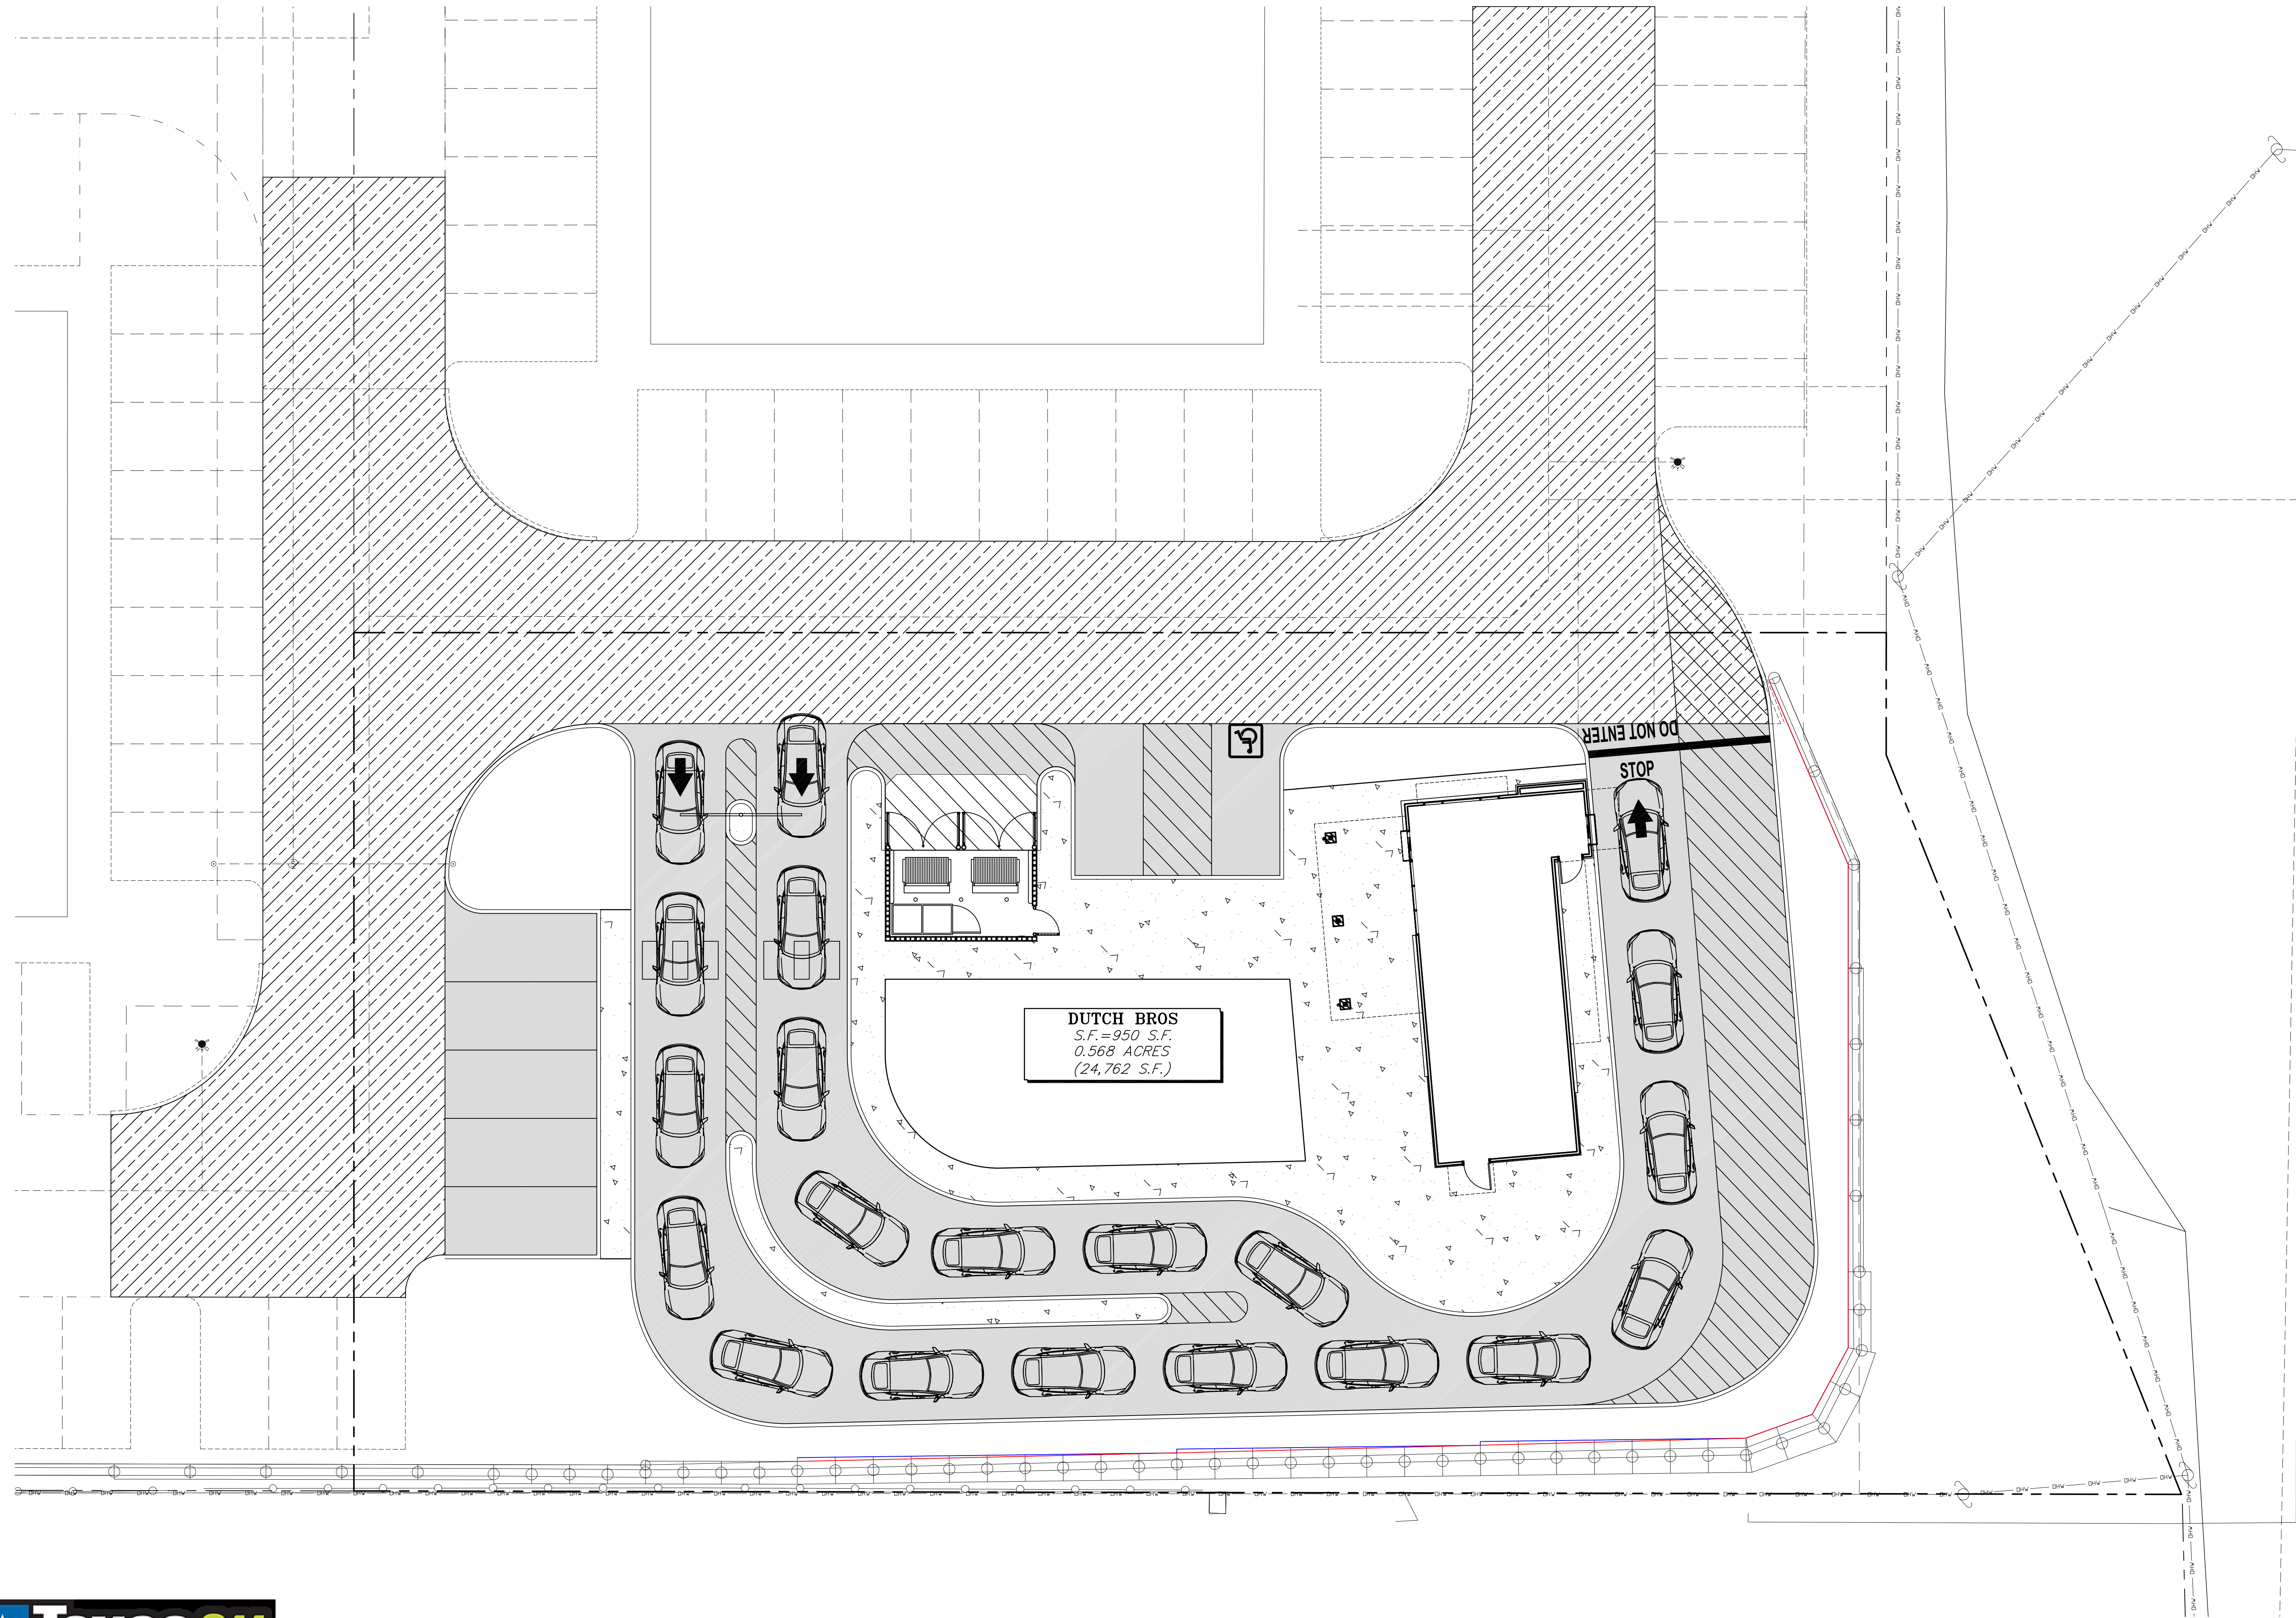 DO NOT ENTER
STOP
DUTCH BROS
S.F.=950 S.F.
0.568 ACRES
(24,762 S.F.)